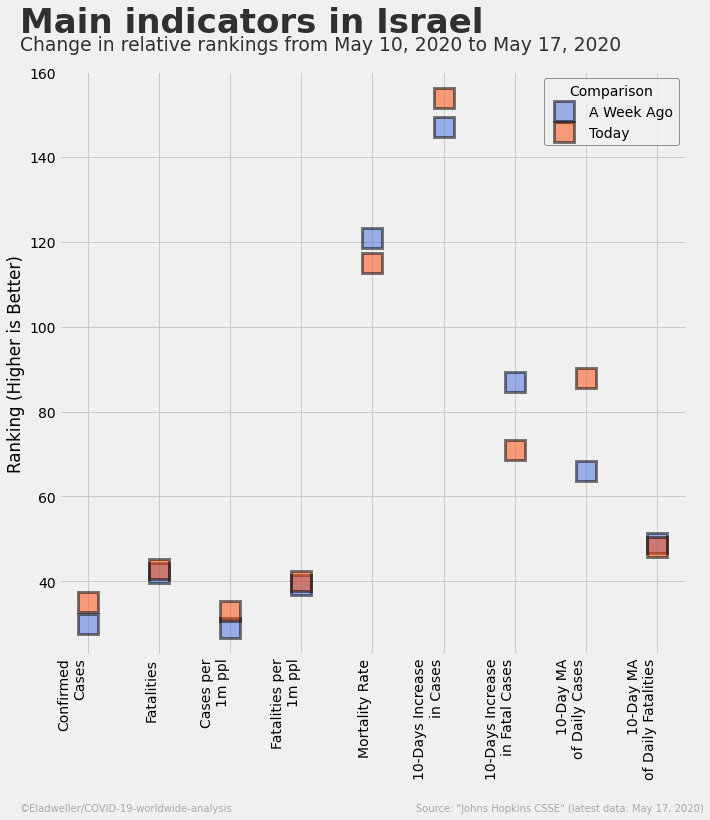 Main indicators in Israel
Change in relative rankings from May 10, 2020 to May 17, 2020
Comparison
A Week Ago
Today
Ranking (Higher is Better)
160
140
120
100
80
60
40
Confirmed
Cases
Fatalities
Cases per
1m ppl
Fatalities per
1m ppl
Mortality Rate
10-Days Increase
in Cases
10-Days Increase
in Fatal Cases
10-Day MA
of Daily Cases
10-Day MA
of Daily Fatalities
©Eladweller/COVID-19-worldwide-analysis
Source: "Johns Hopkins CSSE" (latest data: May 17, 2020)